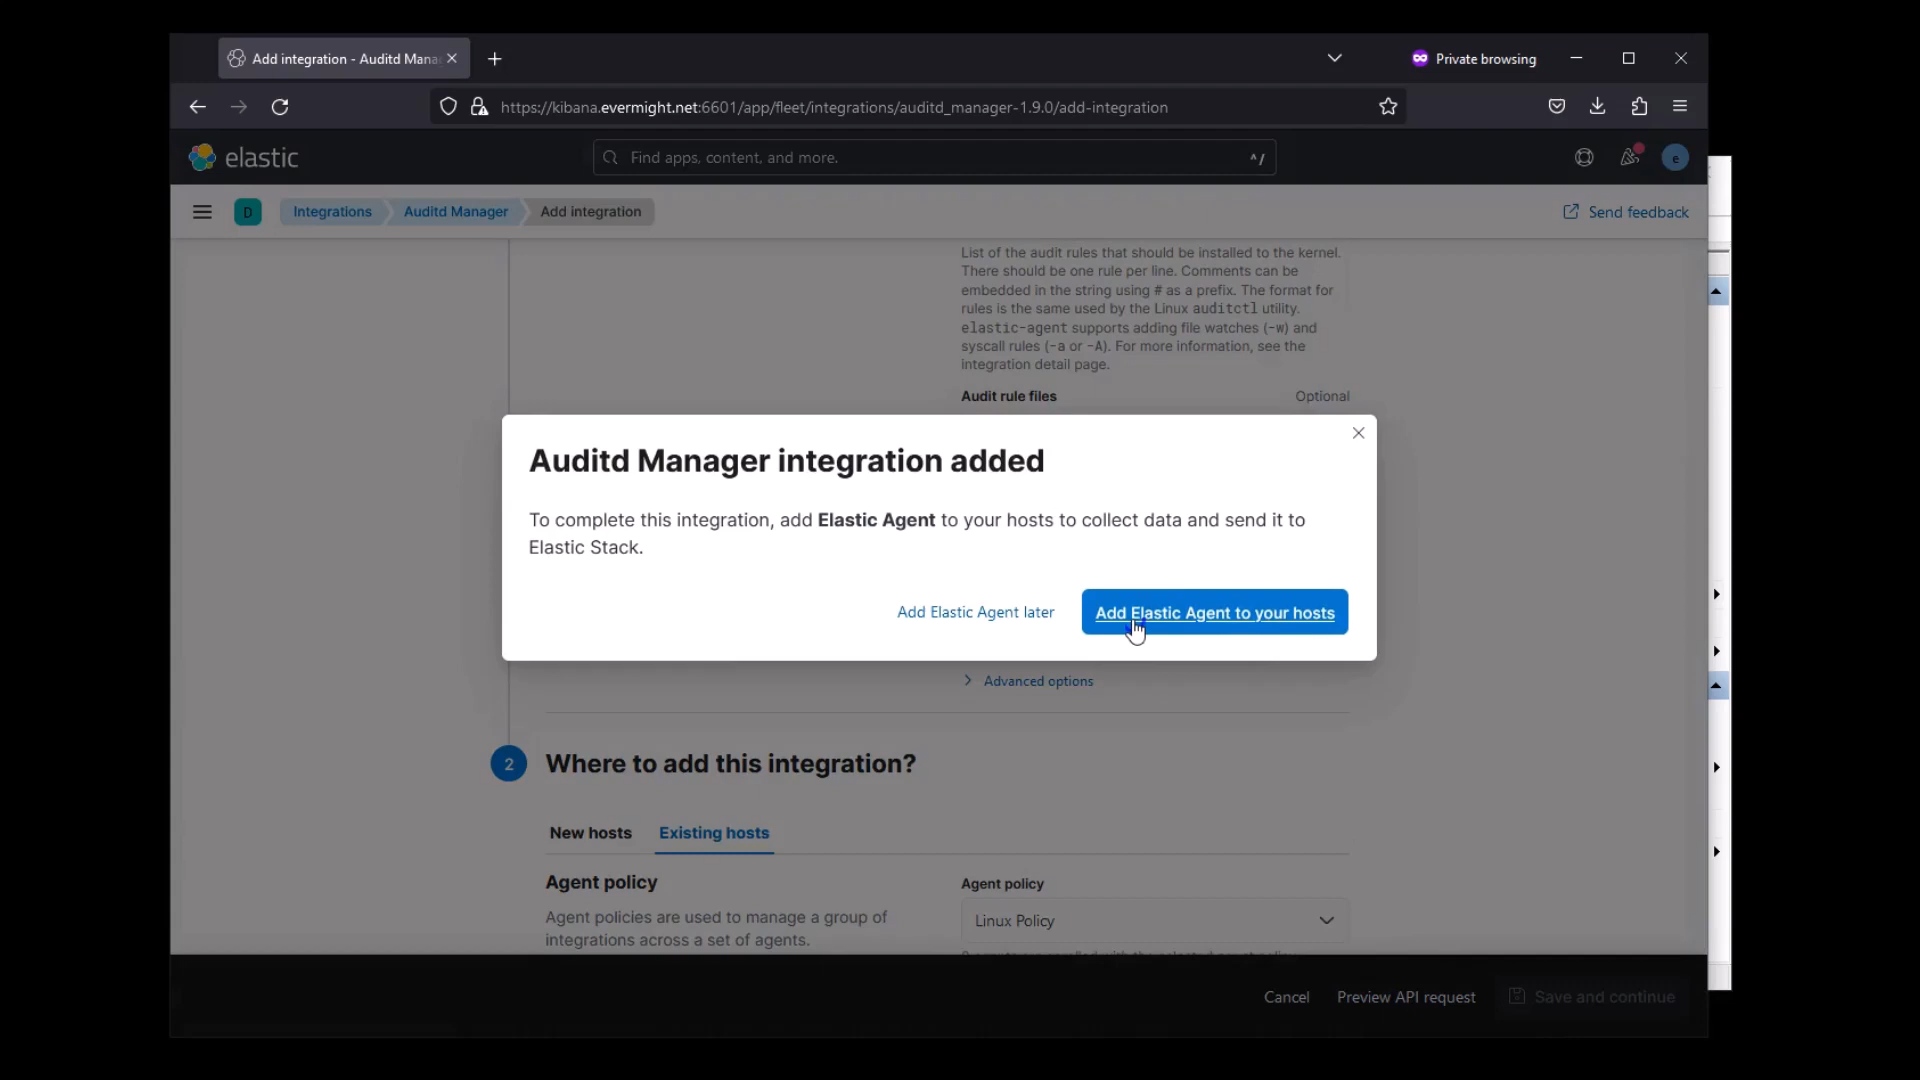 Add integration - Auditd Mana
Private browsing
https://kibana.evermight.net:6601/app/fleet/integrations/auditd_manager-1.9.0/add-integration
elastic
Find apps, content, and more.
^/
e
D
Integrations
Auditd Manager
Add integration
Send feedback
List of the audit rules that should be installed to the kernel.
There should be one rule per line. Comments can be
embedded in the string using # as a prefix. The format for
rules is the same used by the Linux auditctl utility.
elastic-agent supports adding file watches (-w) and
syscall rules (-a or -A). For more information, see the
integration detail page.
Audit rule files
Optional
Auditd Manager integration added
To complete this integration, add Elastic Agent to your hosts to collect data and send it to
Elastic Stack.
Add Elastic Agent later
Add Elastic Agent to your hosts
Advanced options
2
Where to add this integration?
New hosts
Existing hosts
Agent policy
Agent policies are used to manage a group of
integrations across a set of agents.
Agent policy
Linux Policy
Cancel
Preview API request
Save and continue